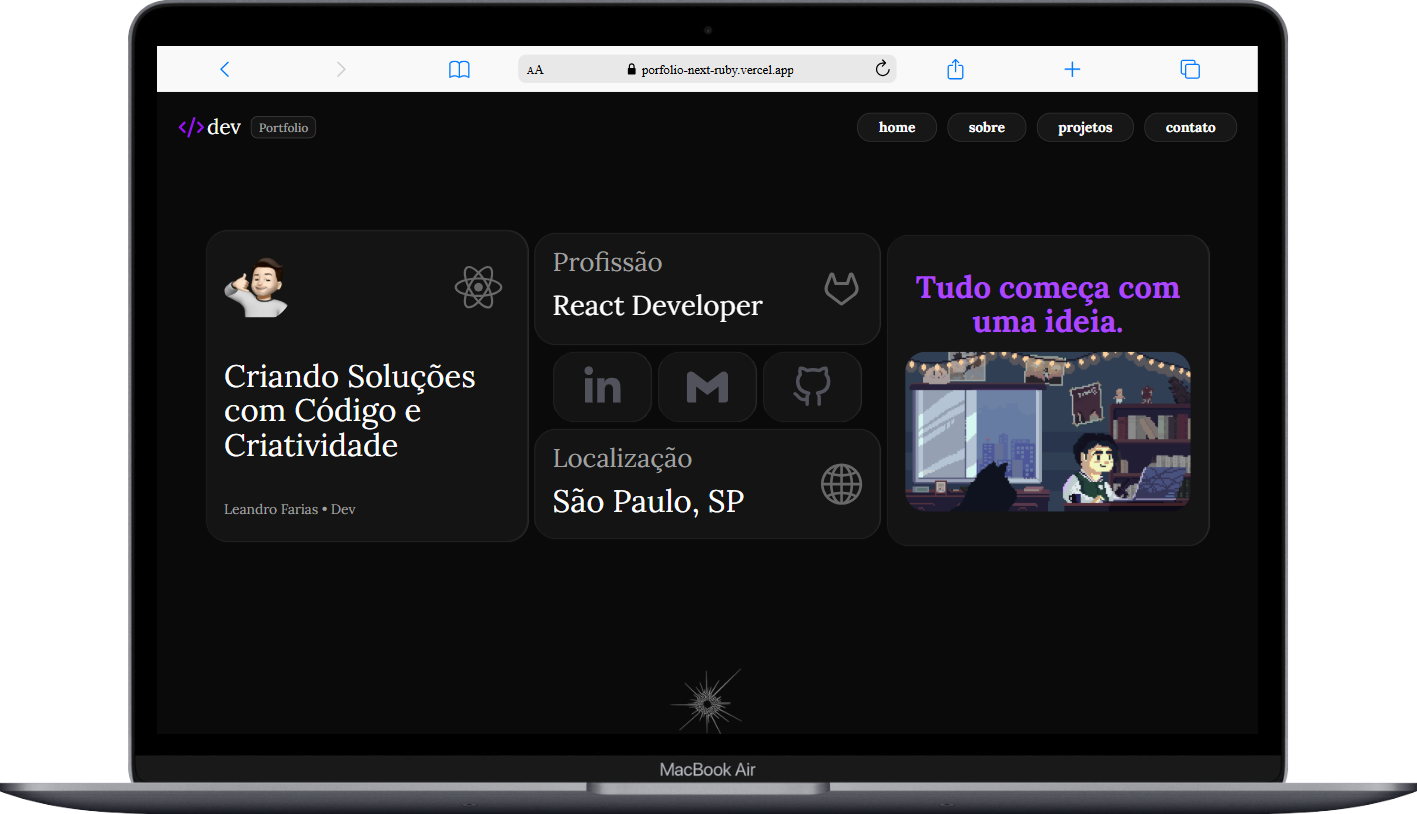 AA
porfolio-next-ruby.vercel.app
</>dev
Portfolio
home
sobre
projetos
contato
Criando Soluções
com Código e
Criatividade
Leandro Farias • Dev
Profissão
React Developer
in
Localização
São Paulo, SP
Tudo começa com
uma ideia.
MacBook Air